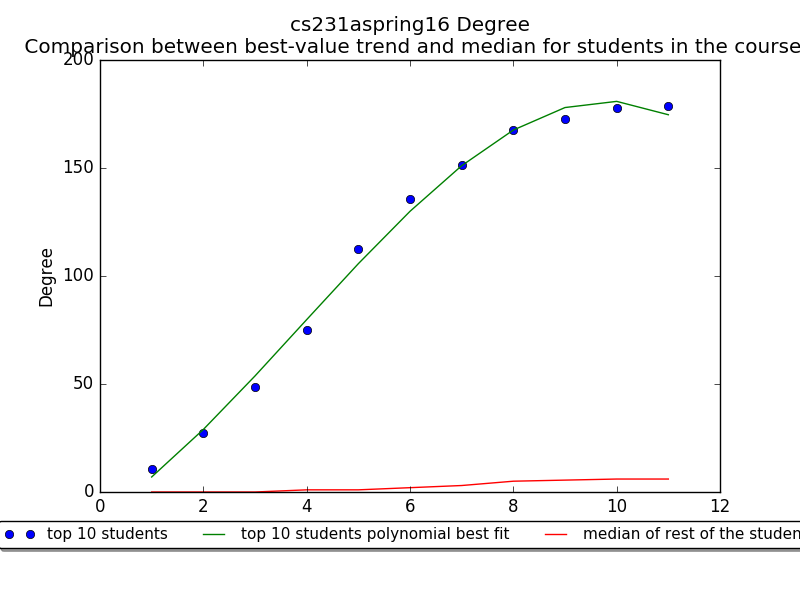 cs231aspring16 Degree
Comparison between best-value trend and median for students in the course
200
150
100
50
0
Degree
0 2 4 6 8 10 12
top 10 students
top 10 students polynomial best fit
median of rest of the studen